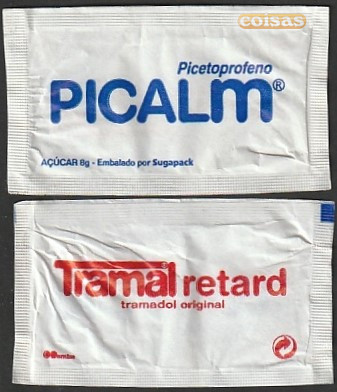 coisas
Picetoprofeno
PICALM®
AÇÚCAR 8g - Embalado por Sugapack
Tramal retard
tramadol original